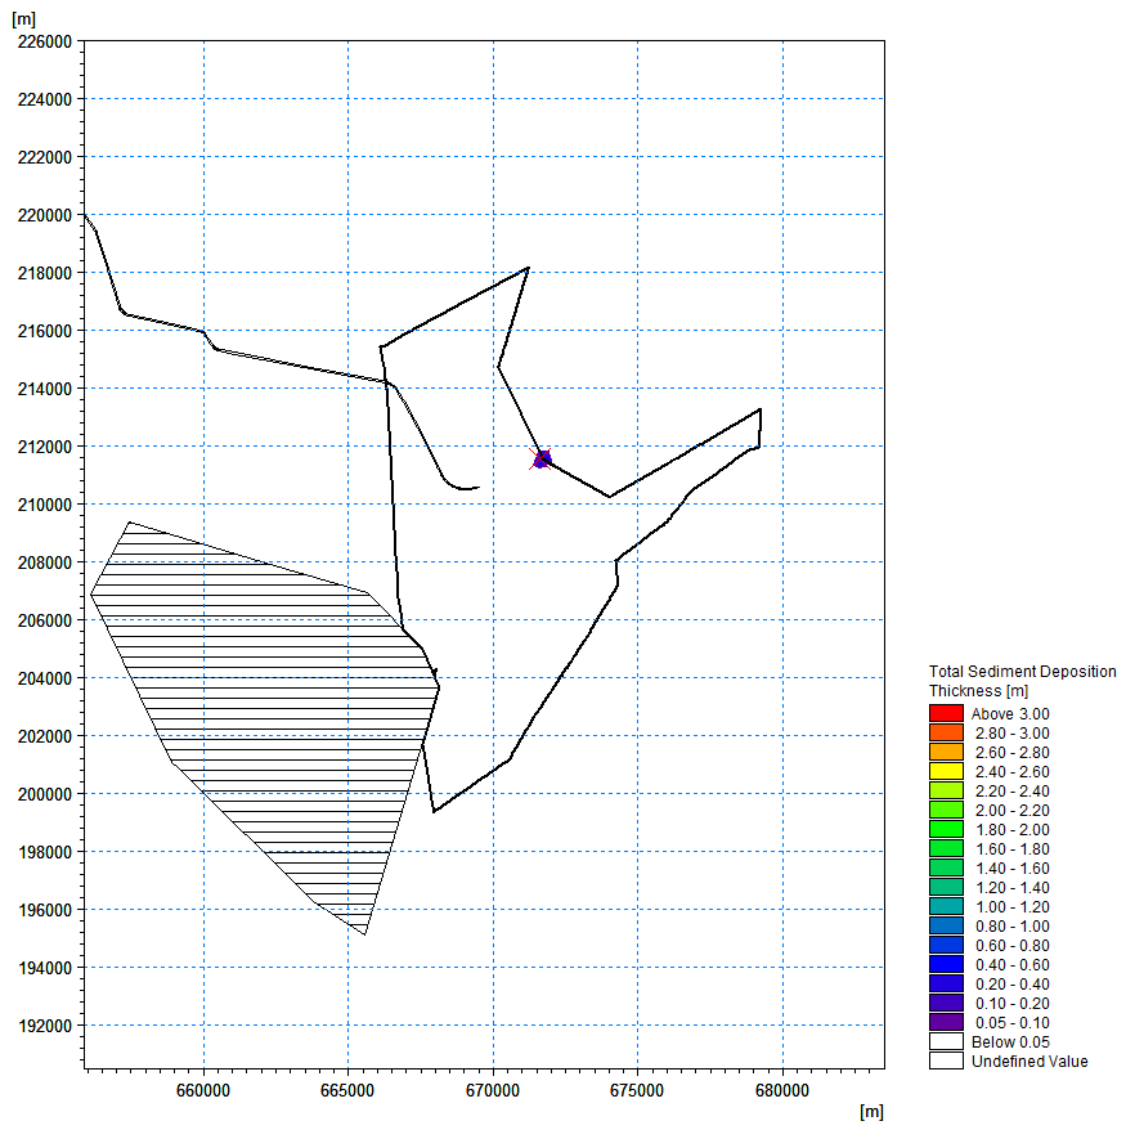 [m]
226000
224000
222000
220000
218000
216000
214000
212000
210000
208000
206000
204000
202000
200000
198000
196000
194000
192000
660000 665000 670000 675000 680000
[m]
Total Sediment Deposition
Thickness [m]
Above 3.00
2.80 - 3.00
2.60 - 2.80
2.40 - 2.60
2.20 - 2.40
2.00 - 2.20
1.80 - 2.00
1.60 - 1.80
1.40 - 1.60
1.20 - 1.40
1.00 - 1.20
0.80 - 1.00
0.60 - 0.80
0.40 - 0.60
0.20 - 0.40
0.10 - 0.20
0.05 - 0.10
Below 0.05
Undefined Value